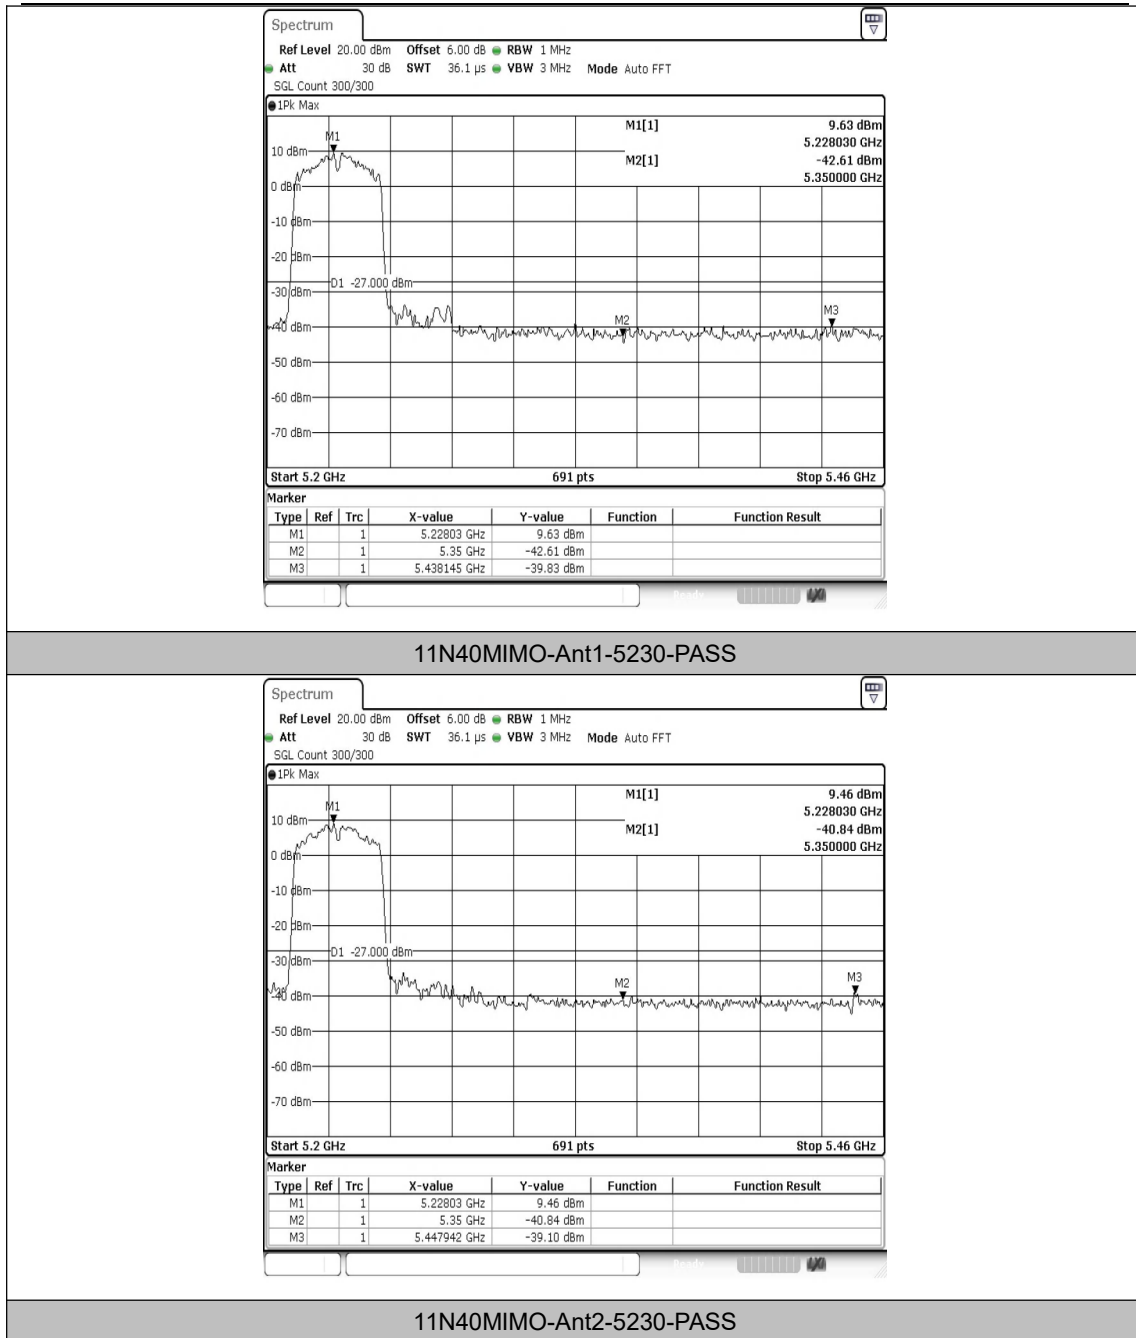 Spectrum
Ref Level 20.00 dBm Offset 6.00 dB RBW 1 MHz
Att 30 dB SWT 36.1 µs VBW 3 MHz Mode Auto FFT
SGL Count 300/300
1Pk Max
M1[1] 9.63 dBm
5.228030 GHz
M2[1] -42.61 dBm
5.350000 GHz
M1
10 dBm
0 dBm
-10 dBm
-20 dBm
D1 -27.000 dBm
-30 dBm
M2
M3
-40 dBm
-50 dBm
-60 dBm
-70 dBm
Start 5.2 GHz 691 pts Stop 5.46 GHz
Marker
Type Ref Trc X-value Y-value Function Function Result
M1 1 5.22803 GHz 9.63 dBm
M2 1 5.35 GHz -42.61 dBm
M3 1 5.438145 GHz -39.83 dBm
Ready
11N40MIMO-Ant1-5230-PASS
Spectrum
Ref Level 20.00 dBm Offset 6.00 dB RBW 1 MHz
Att 30 dB SWT 36.1 µs VBW 3 MHz Mode Auto FFT
SGL Count 300/300
1Pk Max
M1[1] 9.46 dBm
5.228030 GHz
M2[1] -40.84 dBm
5.350000 GHz
M1
10 dBm
0 dBm
-10 dBm
-20 dBm
D1 -27.000 dBm
-30 dBm
M2
M3
-40 dBm
-50 dBm
-60 dBm
-70 dBm
Start 5.2 GHz 691 pts Stop 5.46 GHz
Marker
Type Ref Trc X-value Y-value Function Function Result
M1 1 5.22803 GHz 9.46 dBm
M2 1 5.35 GHz -40.84 dBm
M3 1 5.447942 GHz -39.10 dBm
Ready
11N40MIMO-Ant2-5230-PASS